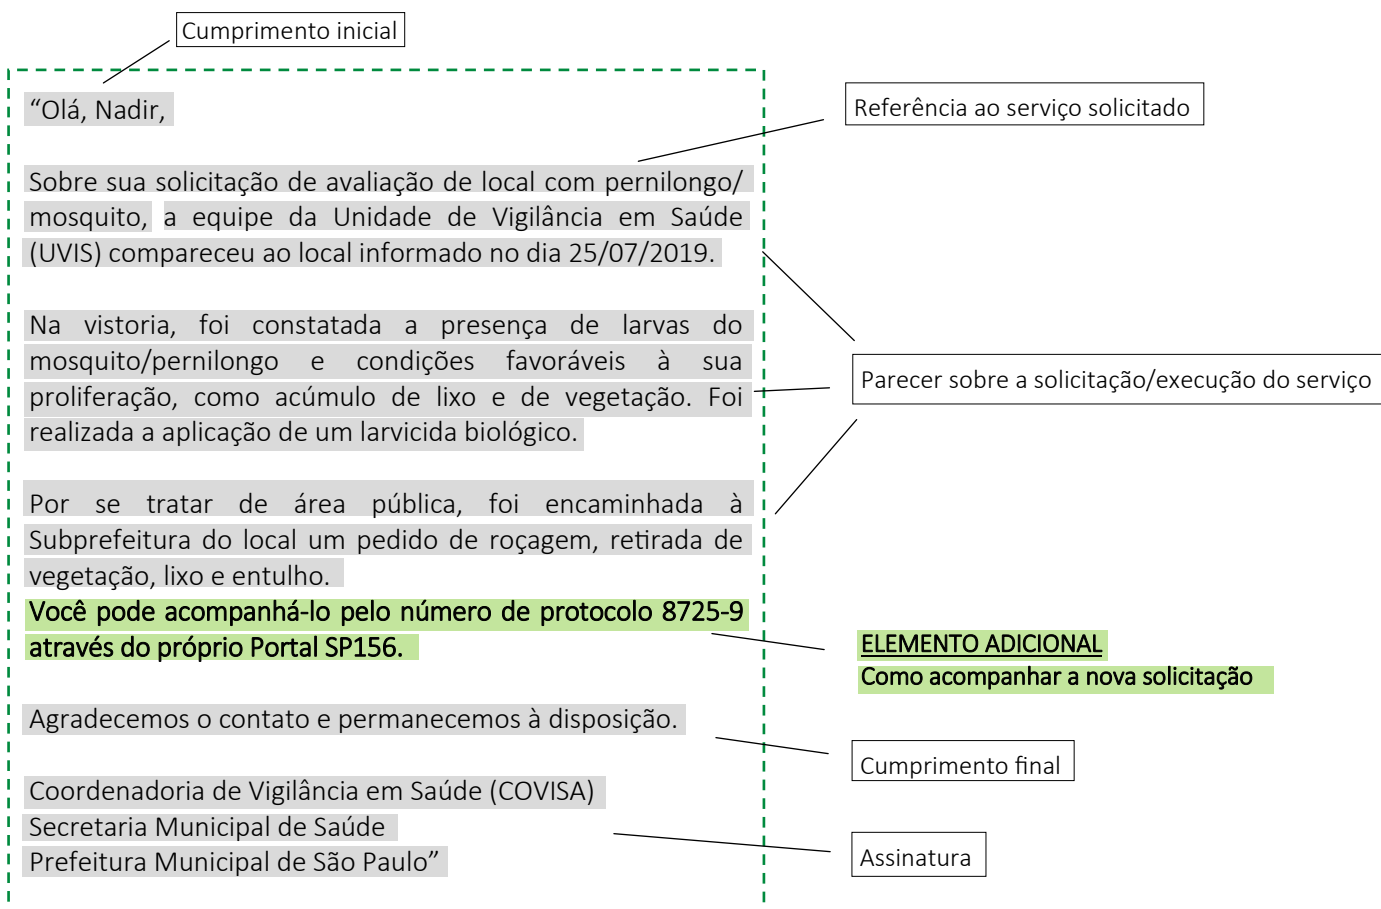 Cumprimento inicial
“Olá, Nadir,
Referência ao serviço solicitado
Sobre sua solicitação de avaliação de local com pernilongo/
mosquito, a equipe da Unidade de Vigilância em Saúde
(UVIS) compareceu ao local informado no dia 25/07/2019.
Na vistoria, foi constatada a presença de larvas do
mosquito/pernilongo e condições favoráveis à sua
proliferação, como acúmulo de lixo e de vegetação. Foi
realizada a aplicação de um larvicida biológico.
Parecer sobre a solicitação/execução do serviço
Por se tratar de área pública, foi encaminhada à
Subprefeitura do local um pedido de roçagem, retirada de
vegetação, lixo e entulho.
Você pode acompanhá-lo pelo número de protocolo 8725-9
através do próprio Portal SP156.
ELEMENTO ADICIONAL
Como acompanhar a nova solicitação
Agradecemos o contato e permanecemos à disposição.
Cumprimento final
Coordenadoria de Vigilância em Saúde (COVISA)
Secretaria Municipal de Saúde
Prefeitura Municipal de São Paulo”
Assinatura